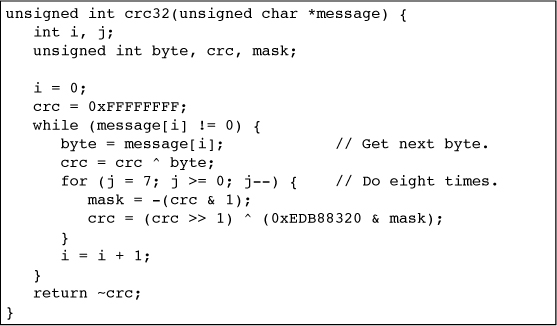 unsigned int crc32(unsigned char *message) {
   int i, j;
   unsigned int byte, crc, mask;

   i = 0;
   crc = 0xFFFFFFFF;
   while (message[i] != 0) {
      byte = message[i];            // Get next byte.
      crc = crc ^ byte;
      for (j = 7; j >= 0; j--) {    // Do eight times.
         mask = -(crc & 1);
         crc = (crc >> 1) ^ (0xEDB88320 & mask);
      }
      i = i + 1;
   }
   return ~crc;
}